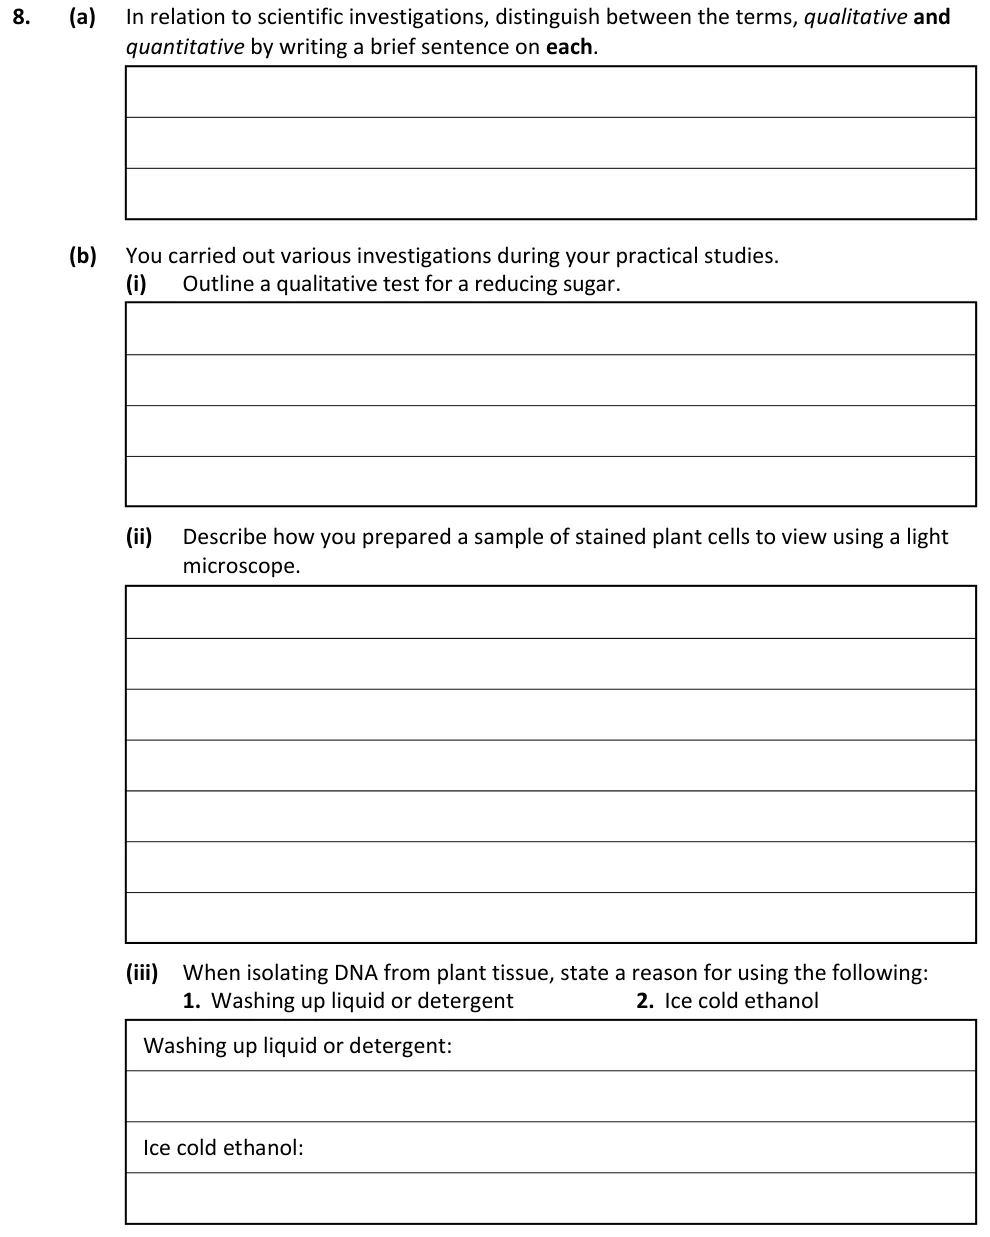 8. (a) In relation to scientific investigations, distinguish between the terms, qualitative and
quantitative by writing a brief sentence on each.
(b) You carried out various investigations during your practical studies.
(i) Outline a qualitative test for a reducing sugar.
(ii) Describe how you prepared a sample of stained plant cells to view using a light
microscope.
(iii) When isolating DNA from plant tissue, state a reason for using the following:
1. Washing up liquid or detergent 2. Ice cold ethanol
Washing up liquid or detergent:
Ice cold ethanol: